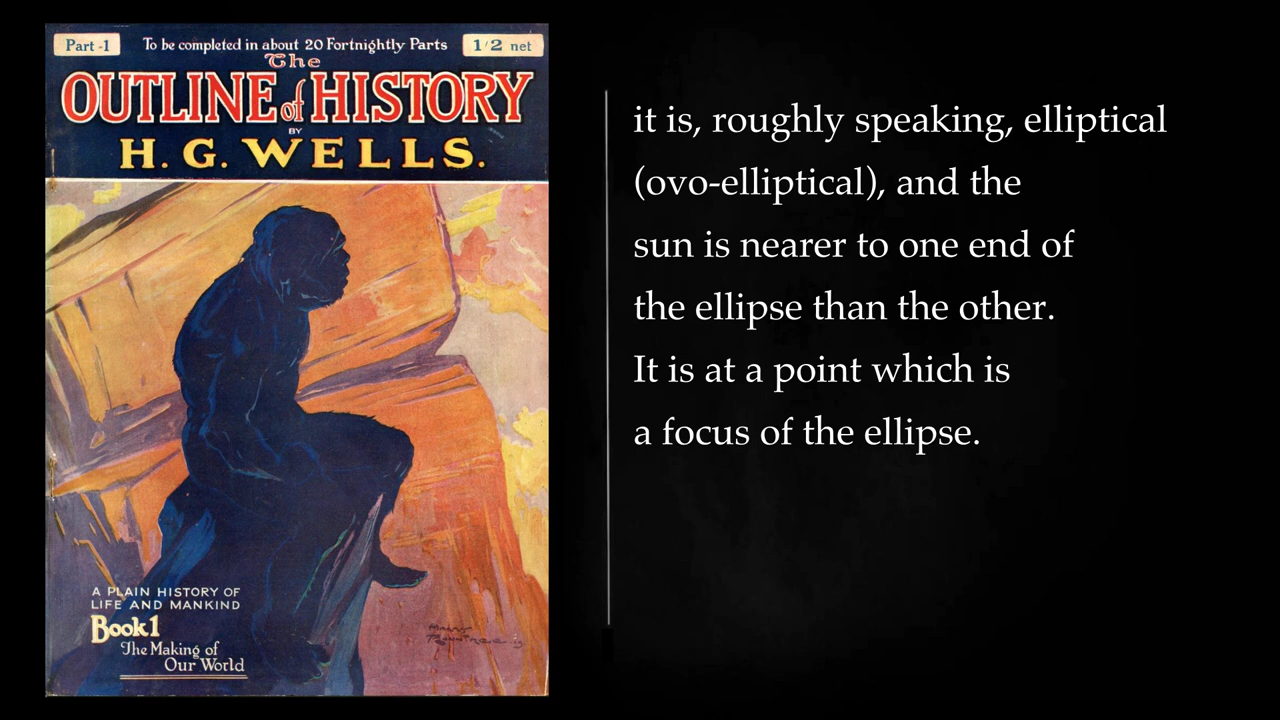 Part -1
To be completed in about 20 Fortnightly Parts
1/2 net
The
OUTLINE of HISTORY
BY
H. G. WELLS.
A PLAIN HISTORY OF
LIFE AND MANKIND
Book 1
The Making of
Our World
it is, roughly speaking, elliptical
(ovo-elliptical), and the
sun is nearer to one end of
the ellipse than the other.
It is at a point which is
a focus of the ellipse.